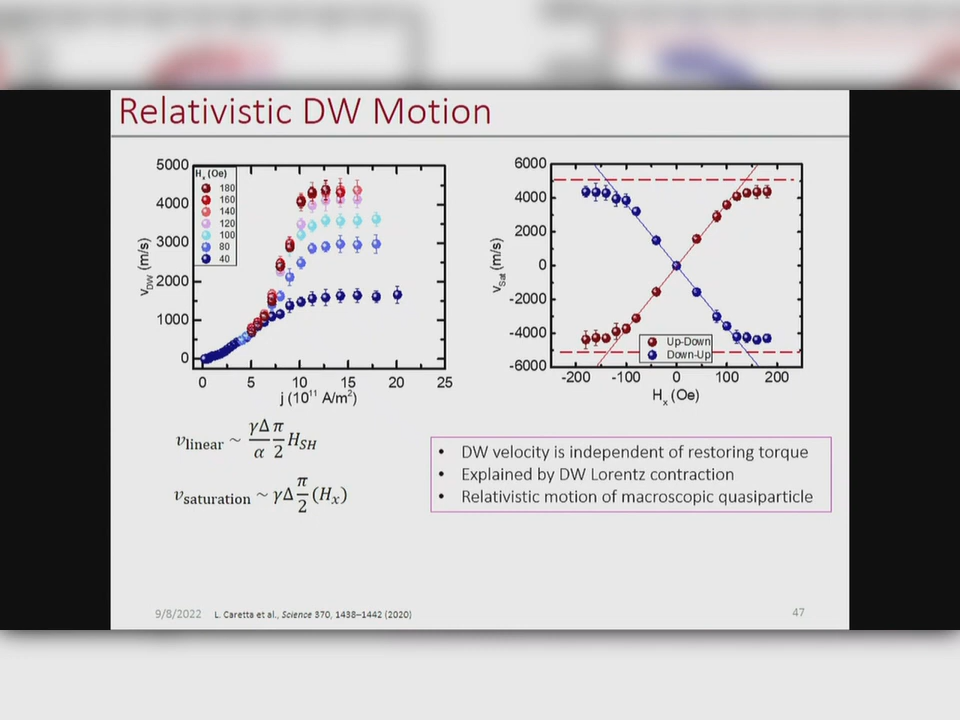 Relativistic DW Motion
5000
4000
3000
2000
1000
0
v_DW (m/s)
H_x (Oe)
180
160
140
120
100
80
40
0 5 10 15 20 25
j (10^11 A/m^2)
6000
4000
2000
0
-2000
-4000
-6000
v_Sat (m/s)
Up-Down
Down-Up
-200 -100 0 100 200
H_x (Oe)
υ_linear ~ γΔ/α π/2 H_SH
υ_saturation ~ γΔ π/2 (H_x)
• DW velocity is independent of restoring torque
• Explained by DW Lorentz contraction
• Relativistic motion of macroscopic quasiparticle
9/8/2022 L. Caretta et al., Science 370, 1438–1442 (2020) 47